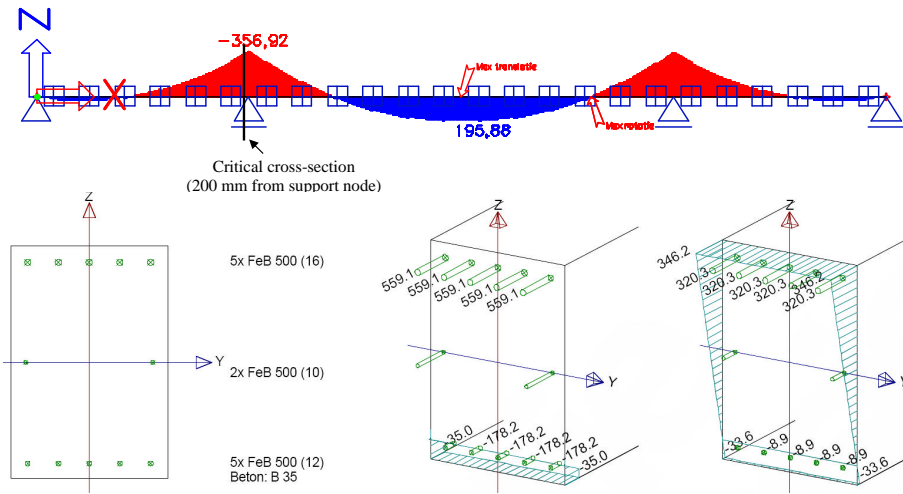 Z
X
-356,92
Max translatie
195,88
Max rotatie
Critical cross-section
(200 mm from support node)
Z
Y
5x FeB 500 (16)
2x FeB 500 (10)
5x FeB 500 (12)
Beton: B 35
Z
Y
559.1
559.1
559.1
559.1
559.1
-35.0
-178.2
-178.2
-178.2
-35.0
Z
Y
346.2
320.3
320.3
320.3
346.2
320.3
-33.6
-8.9
-8.9
-8.9
-33.6